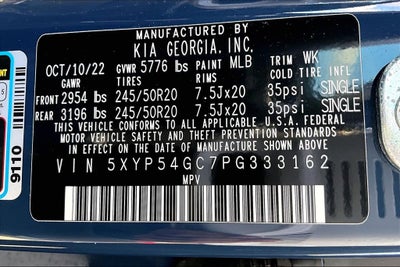 MANUFACTURED BY
KIA GEORGIA, INC.
OCT/10/22 GVWR 5776 lbs PAINT MLB TRIM WK
GAWR TIRES RIMS COLD TIRE INFL
FRONT 2954 lbs 245/50R20 7.5Jx20 35psi SINGLE
REAR 3196 lbs 245/50R20 7.5Jx20 35psi SINGLE
THIS VEHICLE CONFORMS TO ALL APPLICABLE U.S.A FEDERAL
MOTOR VEHICLE SAFETY AND THEFT PREVENTION STANDARDS
IN EFFECT ON THE DATE OF MANUFACTURE SHOWN ABOVE
VIN 5XYP54GC7PG333162
MPV
9110